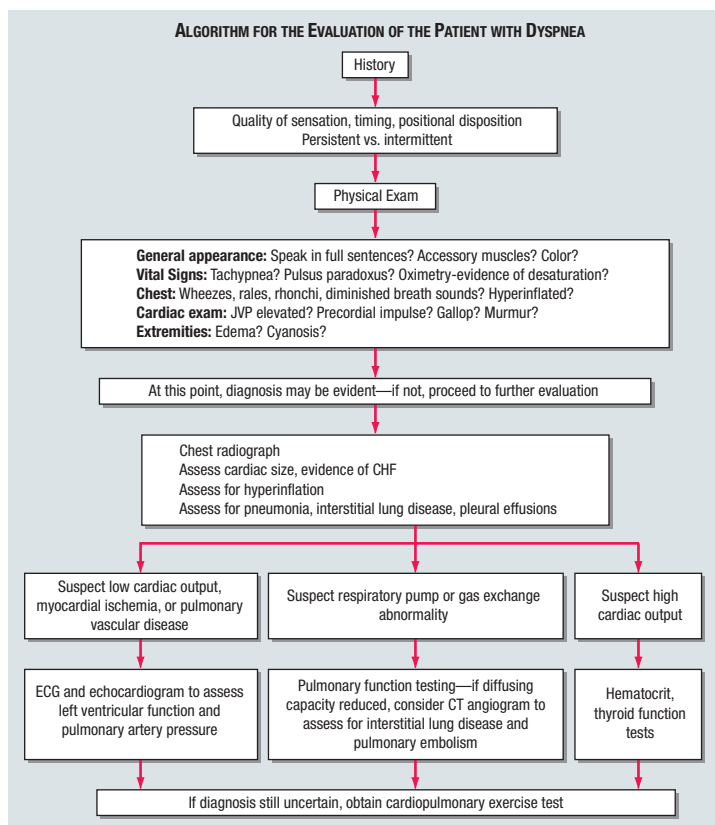 ALGORITHM FOR THE EVALUATION OF THE PATIENT WITH DYSPNEA
History
Quality of sensation, timing, positional disposition
Persistent vs. intermittent
Physical Exam
General appearance: Speak in full sentences? Accessory muscles? Color?
Vital Signs: Tachypnea? Pulsus paradoxus? Oximetry-evidence of desaturation?
Chest: Wheezes, rales, rhonchi, diminished breath sounds? Hyperinflated?
Cardiac exam: JVP elevated? Precordial impulse? Gallop? Murmur?
Extremities: Edema? Cyanosis?
At this point, diagnosis may be evident—if not, proceed to further evaluation
Chest radiograph
Assess cardiac size, evidence of CHF
Assess for hyperinflation
Assess for pneumonia, interstitial lung disease, pleural effusions
Suspect low cardiac output,
myocardial ischemia, or pulmonary
vascular disease
Suspect respiratory pump or gas exchange
abnormality
Suspect high
cardiac output
ECG and echocardiogram to assess
left ventricular function and
pulmonary artery pressure
Pulmonary function testing—if diffusing
capacity reduced, consider CT angiogram to
assess for interstitial lung disease and
pulmonary embolism
Hematocrit,
thyroid function
tests
If diagnosis still uncertain, obtain cardiopulmonary exercise test